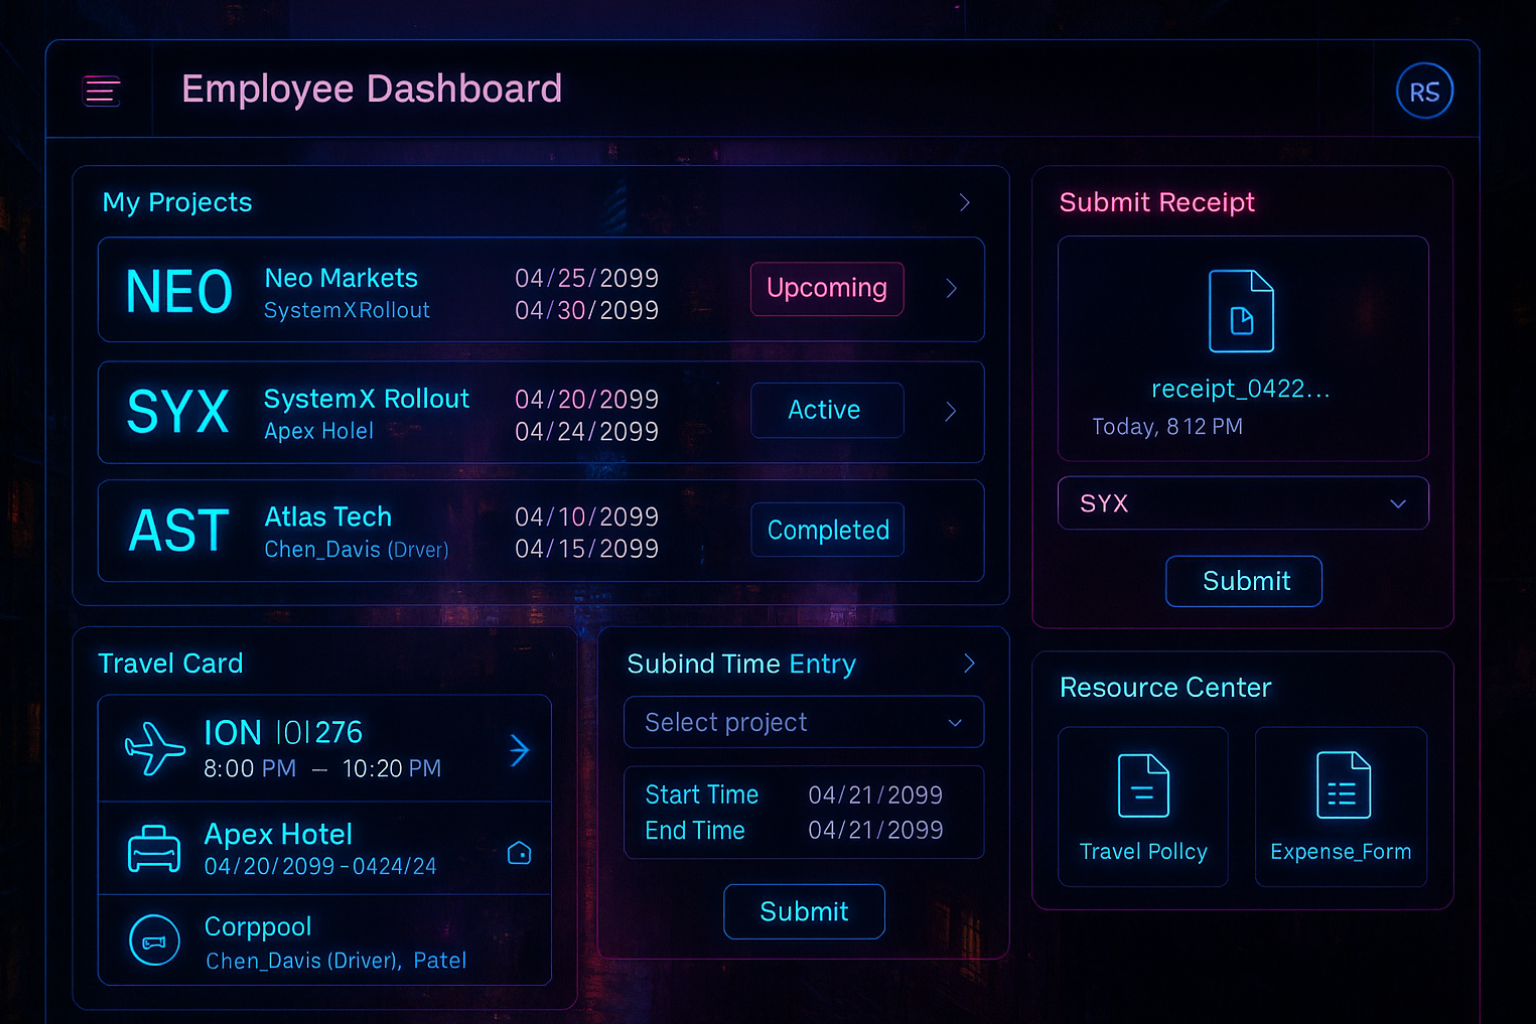 Employee Dashboard
RS
My Projects
NEO
Neo Markets
SystemXRollout
04/25/2099
04/30/2099
Upcoming
SYX
SystemX Rollout
Apex Holel
04/20/2099
04/24/2099
Active
AST
Atlas Tech
Chen_Davis (Drver)
04/10/2099
04/15/2099
Completed
Submit Receipt
receipt_0422...
Today, 812 PM
SYX
Submit
Travel Card
ION |0|276
8:00 PM — 10:20 PM
Apex Hotel
04/20/2099-0424/24
Corppool
Chen_Davis (Driver), Patel
Subind Time Entry
Select project
Start Time 04/21/2099
End Time 04/21/2099
Submit
Resource Center
Travel Pollcy
Expense_Form